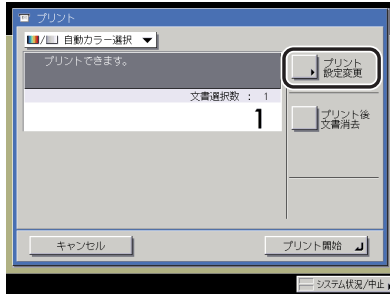 プリント
自動カラー選択
プリントできます。
文書選択数 : 1
1
プリント
設定変更
プリント後
文書消去
キャンセル
プリント開始
システム状況/中止